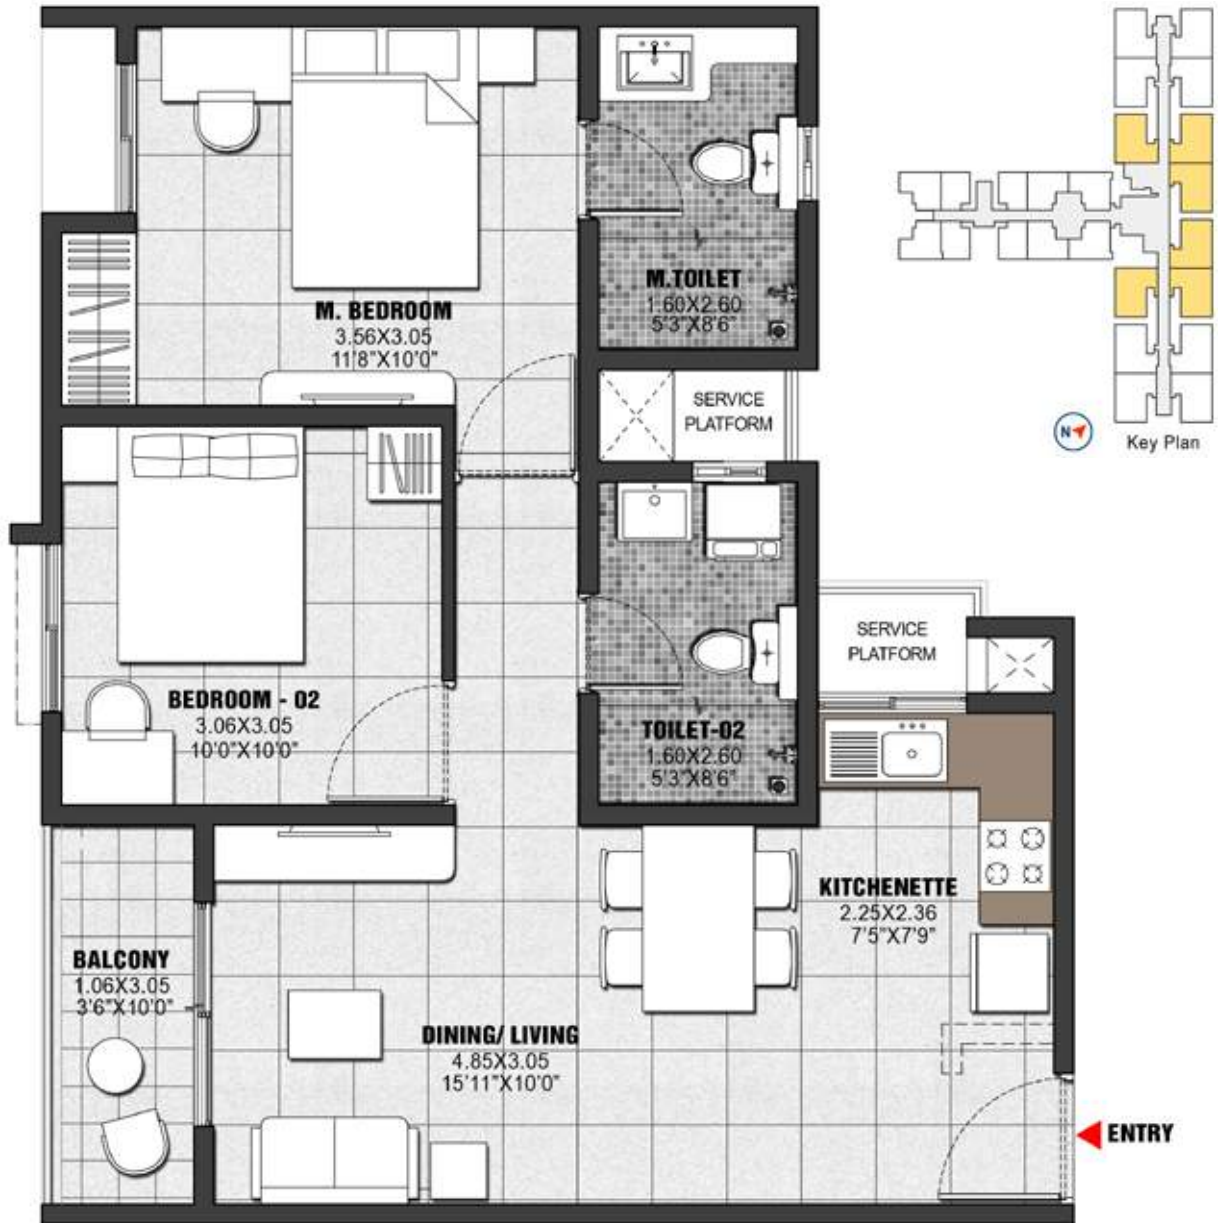 M.TOILET
1.60X2.60
5'3"X8'6"
M. BEDROOM
3.56X3.05
11'8"X10'0"
SERVICE
PLATFORM
N
Key Plan
SERVICE
PLATFORM
BEDROOM - 02
3.06X3.05
10'0"X10'0"
TOILET-02
1.60X2.60
5'3"X8'6"
KITCHENETTE
2.25X2.36
7'5"X7'9"
BALCONY
1.06X3.05
3'6"X10'0"
DINING/ LIVING
4.85X3.05
15'11"X10'0"
ENTRY